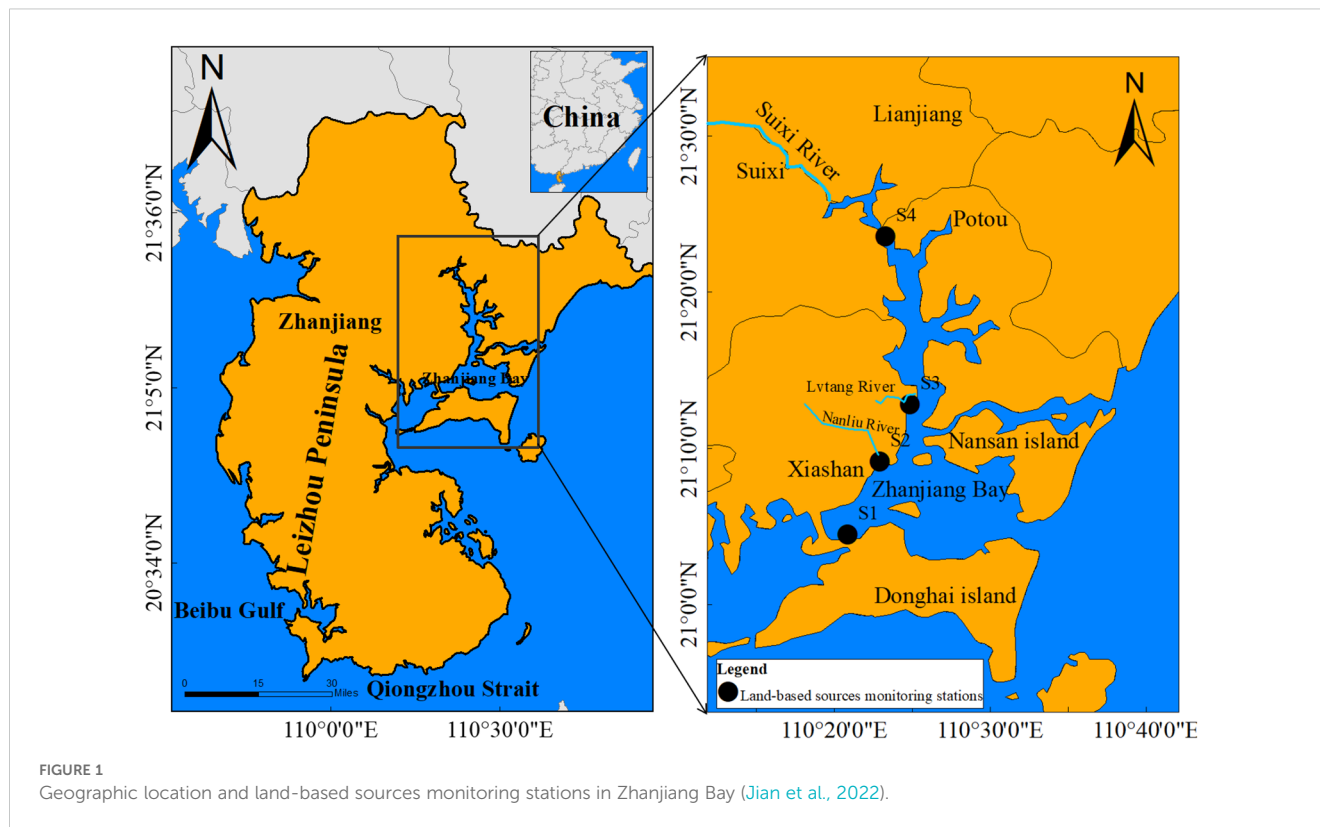 N
China
21°36'0"N
21°5'0"N
20°34'0"N
Zhanjiang
Leizhou Peninsula
Zhanjiang Bay
Beibu Gulf
Qiongzhou Strait
0 15 30
Miles
110°0'0"E 110°30'0"E
N
21°30'0"N
21°20'0"N
21°10'0"N
21°0'0"N
Lianjiang
Suixi River
Suixi
S4
Potou
Lvtang River
S3
Nanliu River
S2
Nansan island
Xiashan
Zhanjiang Bay
S1
Donghai island
Legend
Land-based sources monitoring stations
110°20'0"E 110°30'0"E 110°40'0"E
FIGURE 1
Geographic location and land-based sources monitoring stations in Zhanjiang Bay (Jian et al., 2022).